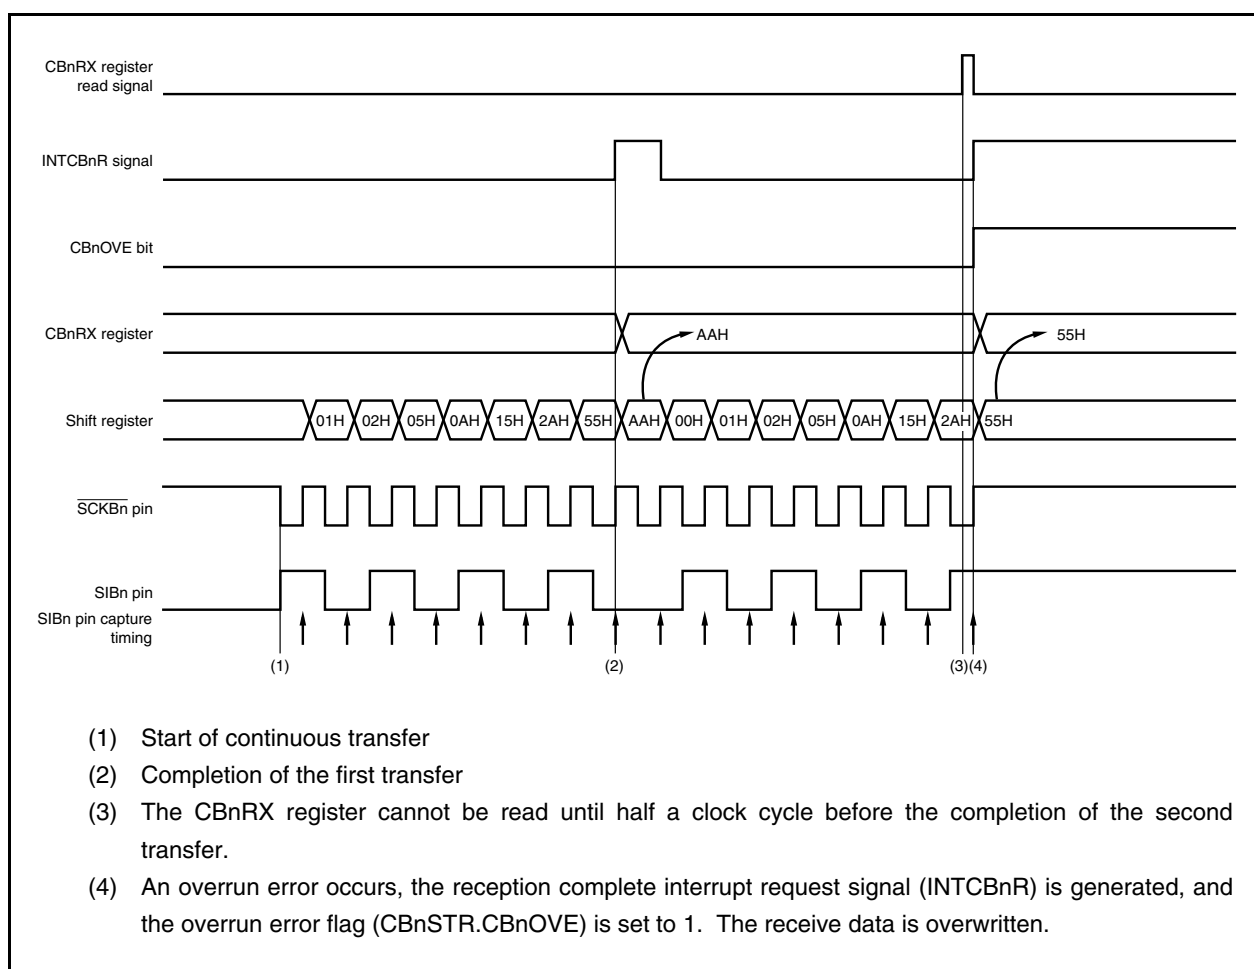 CBnRX register
read signal
INTCBnR signal
CBnOVE bit
CBnRX register
AAH
55H
Shift register
01H 02H 05H 0AH 15H 2AH 55H AAH 00H 01H 02H 05H 0AH 15H 2AH 55H
SCKBn pin
SIBn pin
SIBn pin capture
timing
(1) (2) (3)(4)
(1) Start of continuous transfer
(2) Completion of the first transfer
(3) The CBnRX register cannot be read until half a clock cycle before the completion of the second
transfer.
(4) An overrun error occurs, the reception complete interrupt request signal (INTCBnR) is generated, and
the overrun error flag (CBnSTR.CBnOVE) is set to 1. The receive data is overwritten.